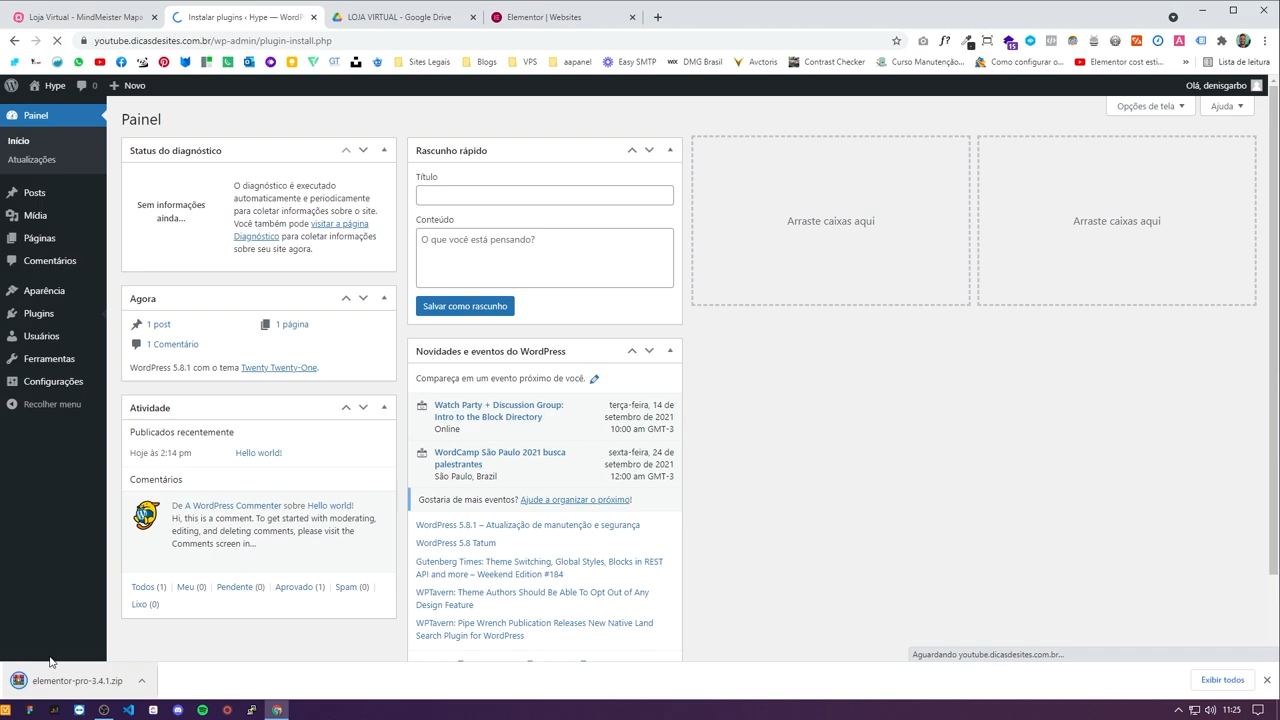 Loja Virtual - MindMeister Mapa
Instalar plugins ‹ Hype — WordP
LOJA VIRTUAL - Google Drive
Elementor | Websites
youtube.dicasdesites.com.br/wp-admin/plugin-install.php
15
Sites Legais
Blogs
VPS
aapanel
Easy SMTP
WIX
DMG Brasil
Avctoris
Contrast Checker
Curso Manutenção...
Como configurar o...
Elementor cost esti...
Lista de leitura
Hype
0
Novo
Olá, denisgarbo
Painel
Início
Atualizações
Posts
Mídia
Páginas
Comentários
Aparência
Plugins
Usuários
Ferramentas
Configurações
Recolher menu
Painel
Opções de tela
Ajuda
Status do diagnóstico
Sem informações
ainda...
O diagnóstico é executado
automaticamente e periodicamente
para coletar informações sobre o site.
Você também pode visitar a página
Diagnóstico para coletar informações
sobre seu site agora.
Agora
1 post
1 página
1 Comentário
WordPress 5.8.1 com o tema Twenty Twenty-One.
Atividade
Publicados recentemente
Hoje às 2:14 pm
Hello world!
Comentários
De A WordPress Commenter sobre Hello world!
Hi, this is a comment. To get started with moderating,
editing, and deleting comments, please visit the
Comments screen in...
Todos (1) | Meu (0) | Pendente (0) | Aprovado (1) | Spam (0) |
Lixo (0)
Rascunho rápido
Título
Conteúdo
O que você está pensando?
Salvar como rascunho
Novidades e eventos do WordPress
Compareça em um evento próximo de você.
Watch Party + Discussion Group:
Intro to the Block Directory
Online
terça-feira, 14 de
setembro de 2021
10:00 am GMT-3
WordCamp São Paulo 2021 busca
palestrantes
São Paulo, Brazil
sexta-feira, 24 de
setembro de 2021
12:00 am GMT-3
Gostaria de mais eventos? Ajude a organizar o próximo!
WordPress 5.8.1 – Atualização de manutenção e segurança
WordPress 5.8 Tatum
Gutenberg Times: Theme Switching, Global Styles, Blocks in REST
API and more – Weekend Edition #184
WPTavern: Theme Authors Should Be Able To Opt Out of Any
Design Feature
WPTavern: Pipe Wrench Publication Releases New Native Land
Search Plugin for WordPress
Arraste caixas aqui
Arraste caixas aqui
Aguardando youtube.dicasdesites.com.br...
elementor-pro-3.4.1.zip
Exibir todos
11:25